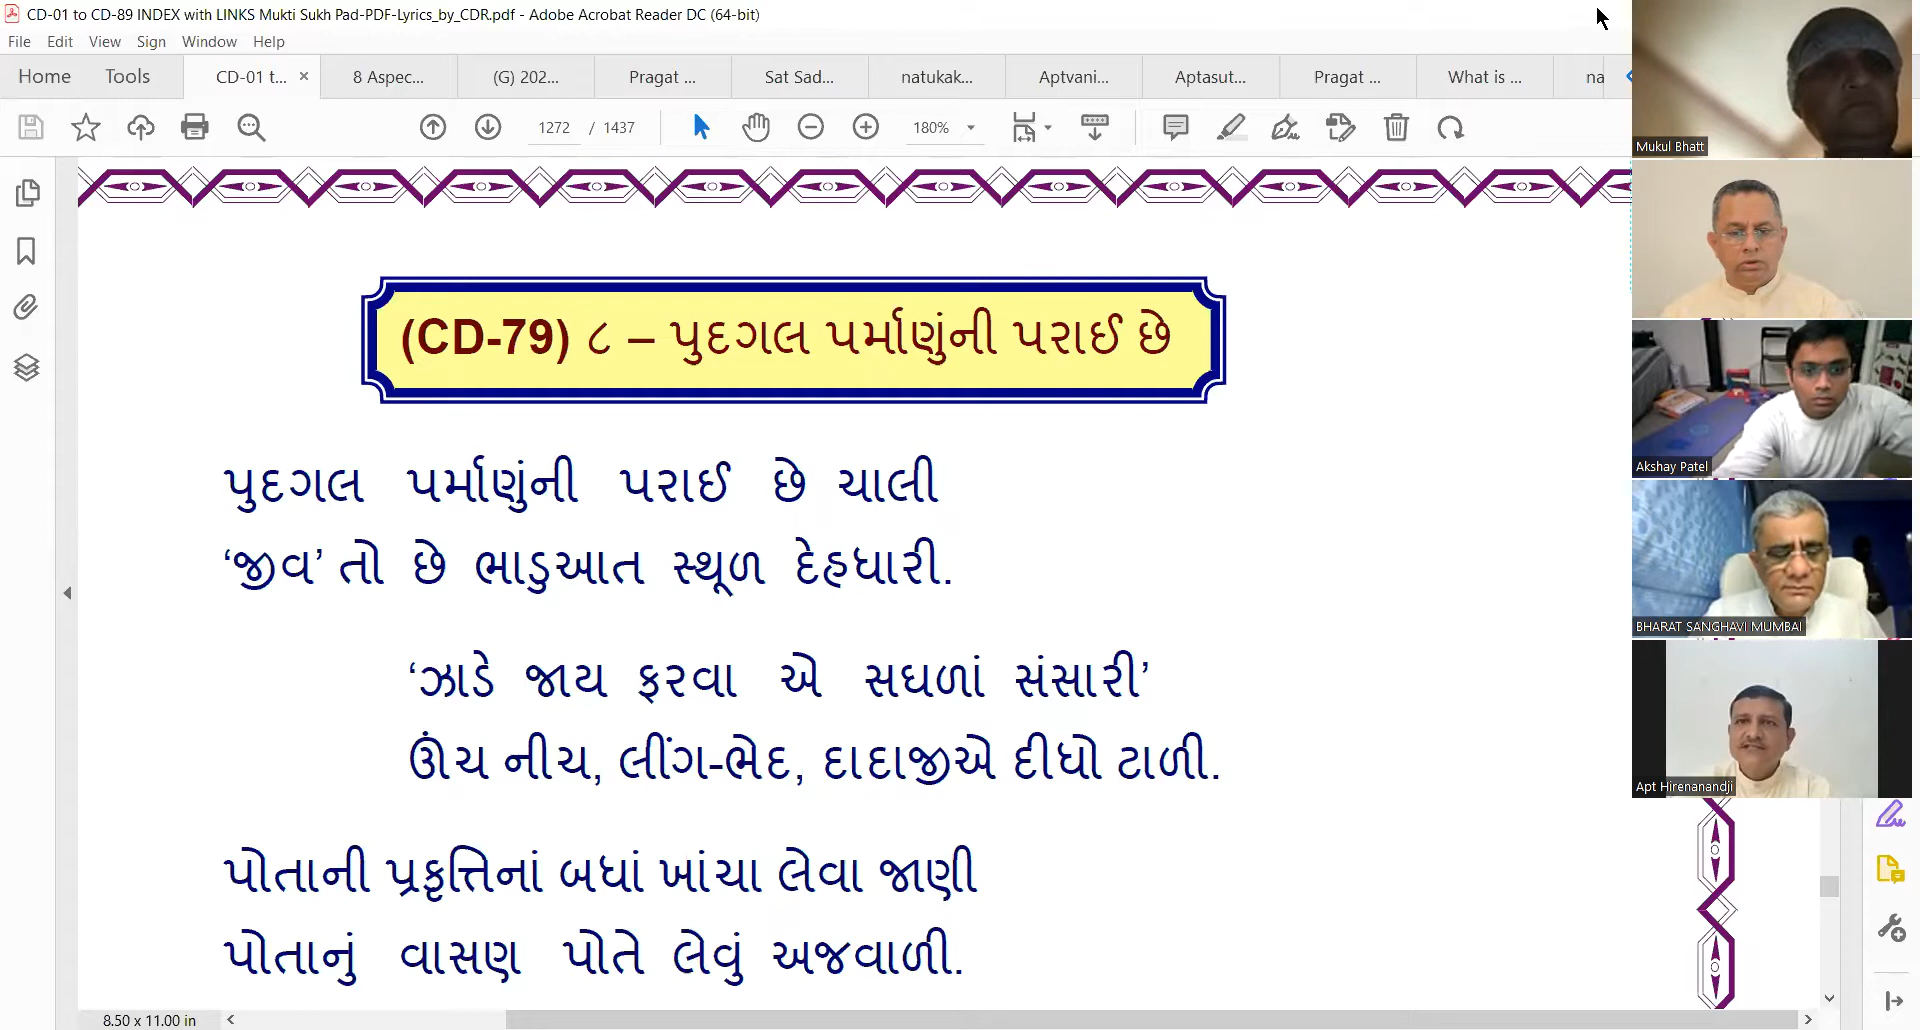 CD-01 to CD-89 INDEX with LINKS Mukti Sukh Pad-PDF-Lyrics_by_CDR.pdf - Adobe Acrobat Reader DC (64-bit)
File Edit View Sign Window Help
Home Tools CD-01 t... × 8 Aspec... (G) 202... Pragat ... Sat Sad... natukak... Aptvani... Aptasut... Pragat ... What is ... na
1272 / 1437 180%
(CD-79) ૮ – પુદગલ પર્માણુંની પરાઈ છે
પુદગલ પર્માણુંની પરાઈ છે ચાલી
‘જીવ’ તો છે ભાડુઆત સ્થૂળ દેહધારી.
‘ઝાડે જાય ફરવા એ સઘળાં સંસારી’
ઊંચ નીચ, લીંગ-ભેદ, દાદાજીએ દીધો ટાળી.
પોતાની પ્રકૃત્તિનાં બધાં ખાંચા લેવા જાણી
પોતાનું વાસણ પોતે લેવું અજવાળી.
8.50 x 11.00 in
Mukul Bhatt
Akshay Patel
BHARAT SANGHAVI MUMBAI
Apt Hirenanandji